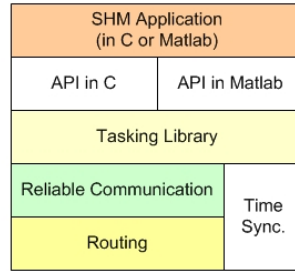 SHM Application
(in C or Matlab)
API in C
API in Matlab
Tasking Library
Reliable Communication
Time
Sync.
Routing